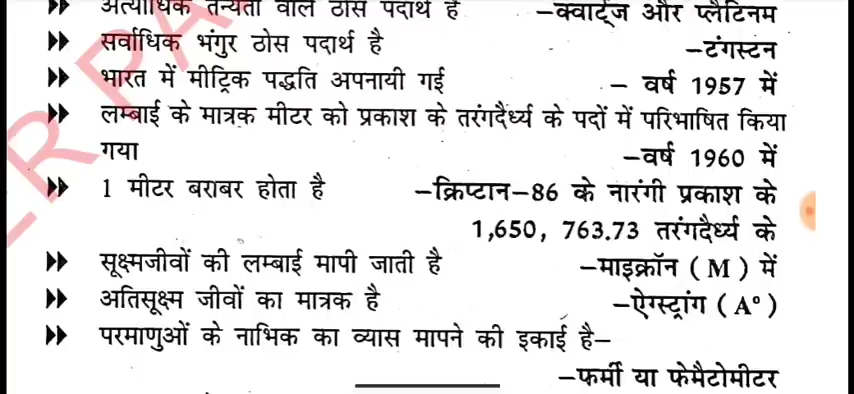 ▶▶ अत्याधिक तन्यता वाले ठोस पदार्थ है –क्वार्ट्ज और प्लैटिनम
▶▶ सर्वाधिक भंगुर ठोस पदार्थ है –टंगस्टन
▶▶ भारत में मीट्रिक पद्धति अपनायी गई – वर्ष 1957 में
▶▶ लम्बाई के मात्रक मीटर को प्रकाश के तरंगदैर्ध्य के पदों में परिभाषित किया
गया –वर्ष 1960 में
▶▶ 1 मीटर बराबर होता है –क्रिप्टान–86 के नारंगी प्रकाश के
1,650, 763.73 तरंगदैर्ध्य के
▶▶ सूक्ष्मजीवों की लम्बाई मापी जाती है –माइक्रॉन ( M ) में
▶▶ अतिसूक्ष्म जीवों का मात्रक है –ऐंग्स्ट्रांग ( A° )
▶▶ परमाणुओं के नाभिक का व्यास मापने की इकाई है–
–फर्मी या फेमैटोमीटर